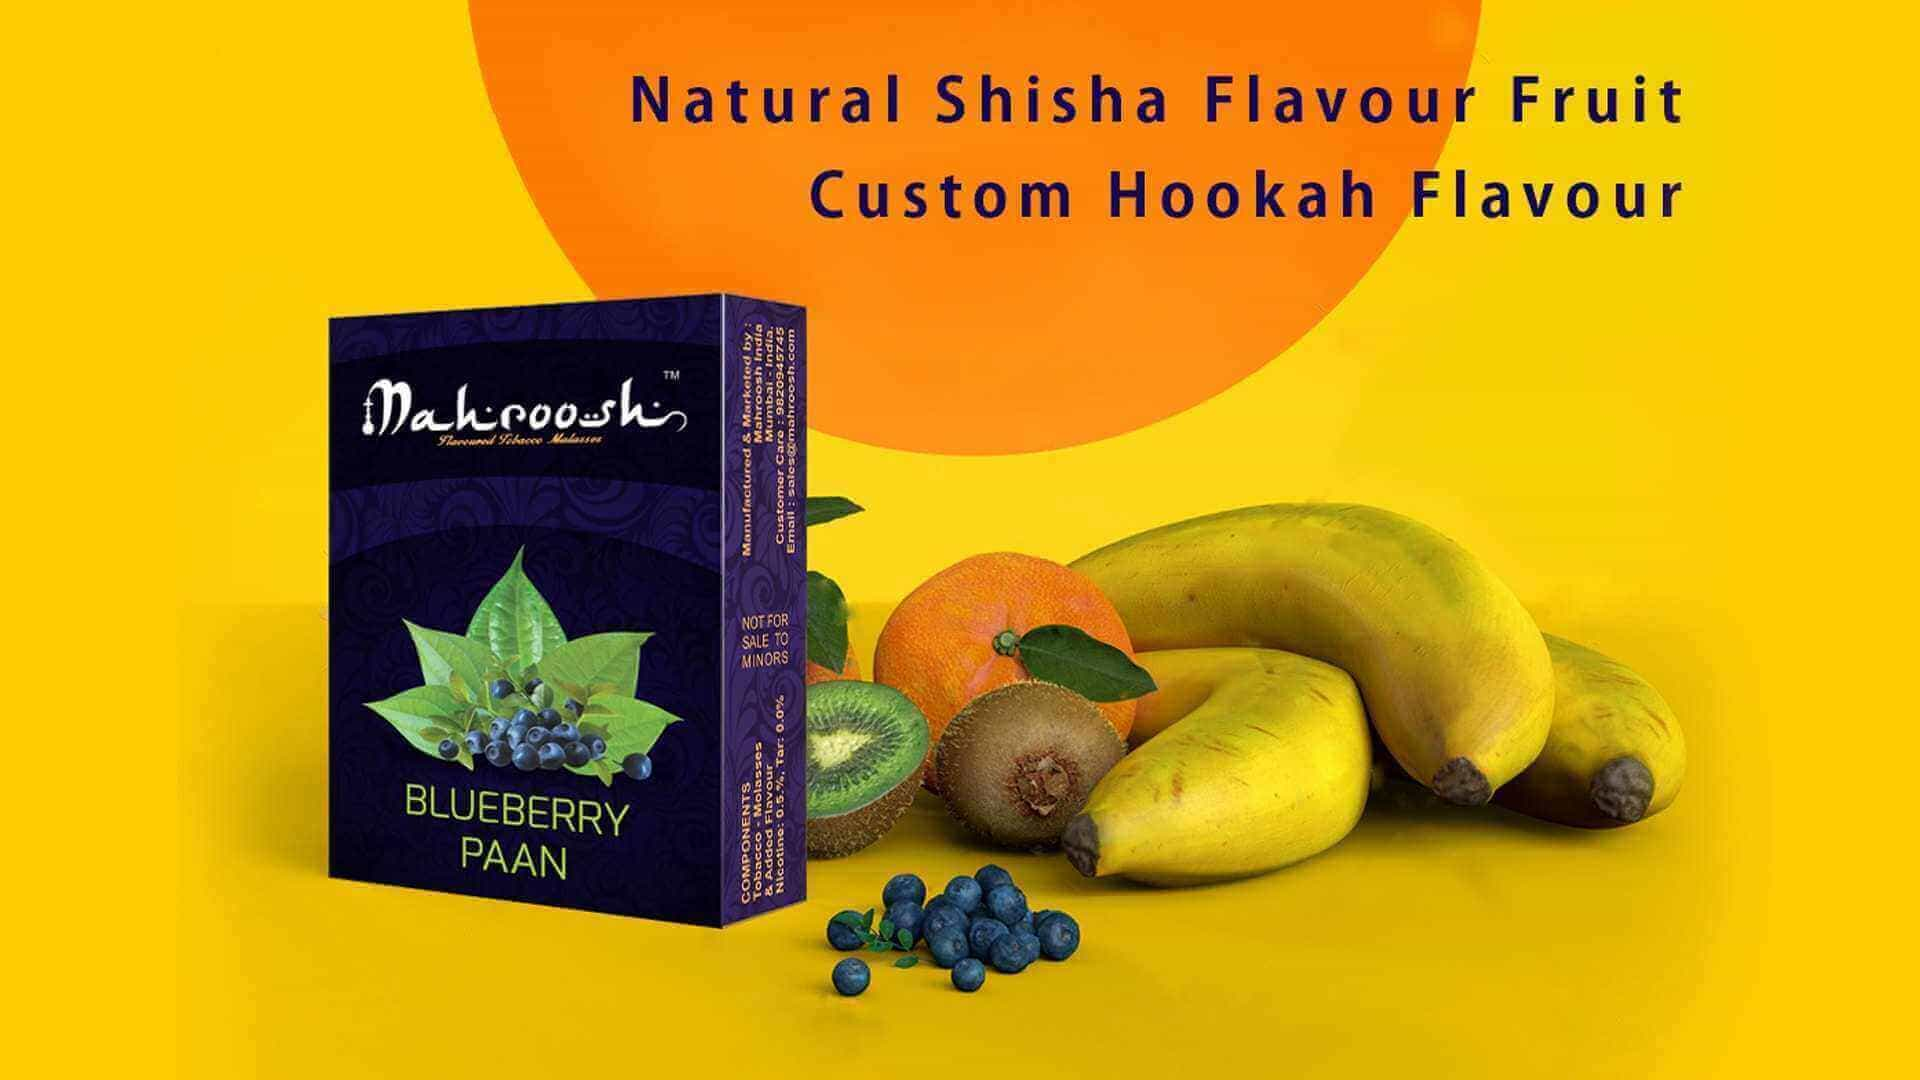 Natural Shisha Flavour Fruit
Custom Hookah Flavour
Mahroosh TM
Flavoured Tobacco Molasses
BLUEBERRY
PAAN
Manufactured & Marketed by :
Mahroosh India
Mumbai - India.
Customer Care : 9820945745
Email : sales@mahroosh.com
NOT FOR
SALE TO
MINORS
COMPONENTS
Tobacco - Molasses
& Added Flavour
Nicotine: 0.5.%, Tar: 0.0%